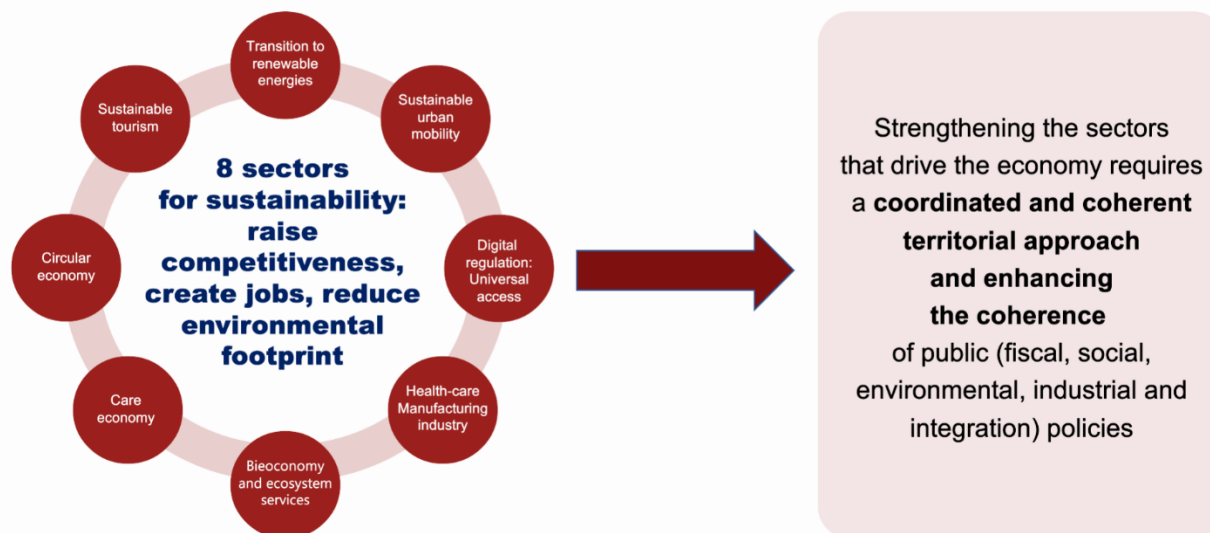 Transition to
renewable
energies
Sustainable
urban
mobility
Digital
regulation:
Universal
access
Health-care
Manufacturing
industry
Bieoconomy
and ecosystem
services
Care
economy
Circular
economy
Sustainable
tourism
8 sectors
for sustainability:
raise
competitiveness,
create jobs, reduce
environmental
footprint
Strengthening the sectors
that drive the economy requires
a coordinated and coherent
territorial approach
and enhancing
the coherence
of public (fiscal, social,
environmental, industrial and
integration) policies